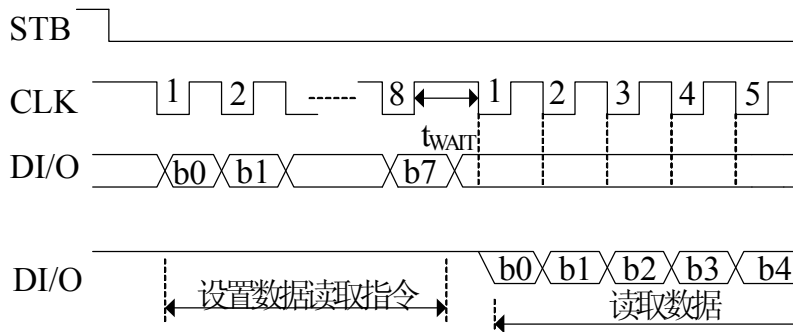 STB
CLK 1 2 8 1 2 3 4 5
tWAIT
DI/O b0 b1 b7
DI/O b0 b1 b2 b3 b4
设置数据读取指令 读取数据